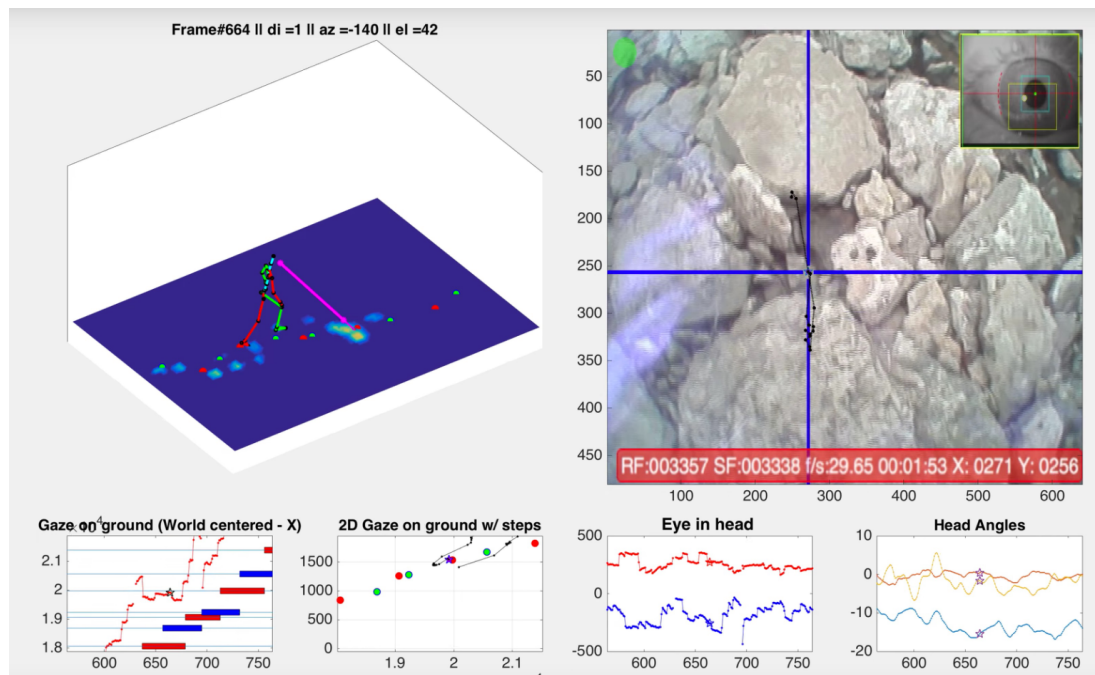 Frame#664 || di =1 || az =-140 || el =42
50
100
150
200
250
300
350
400
450
RF:003357 SF:003338 f/s:29.65 00:01:53 X: 0271 Y: 0256
100 200 300 400 500 600
Gaze on ground (World centered - X)
2.1
2
1.9
1.8
600 650 700 750
2D Gaze on ground w/ steps
1500
1000
500
0
1.9 2 2.1
Eye in head
500
0
-500
600 650 700 750
Head Angles
10
0
-10
-20
600 650 700 750